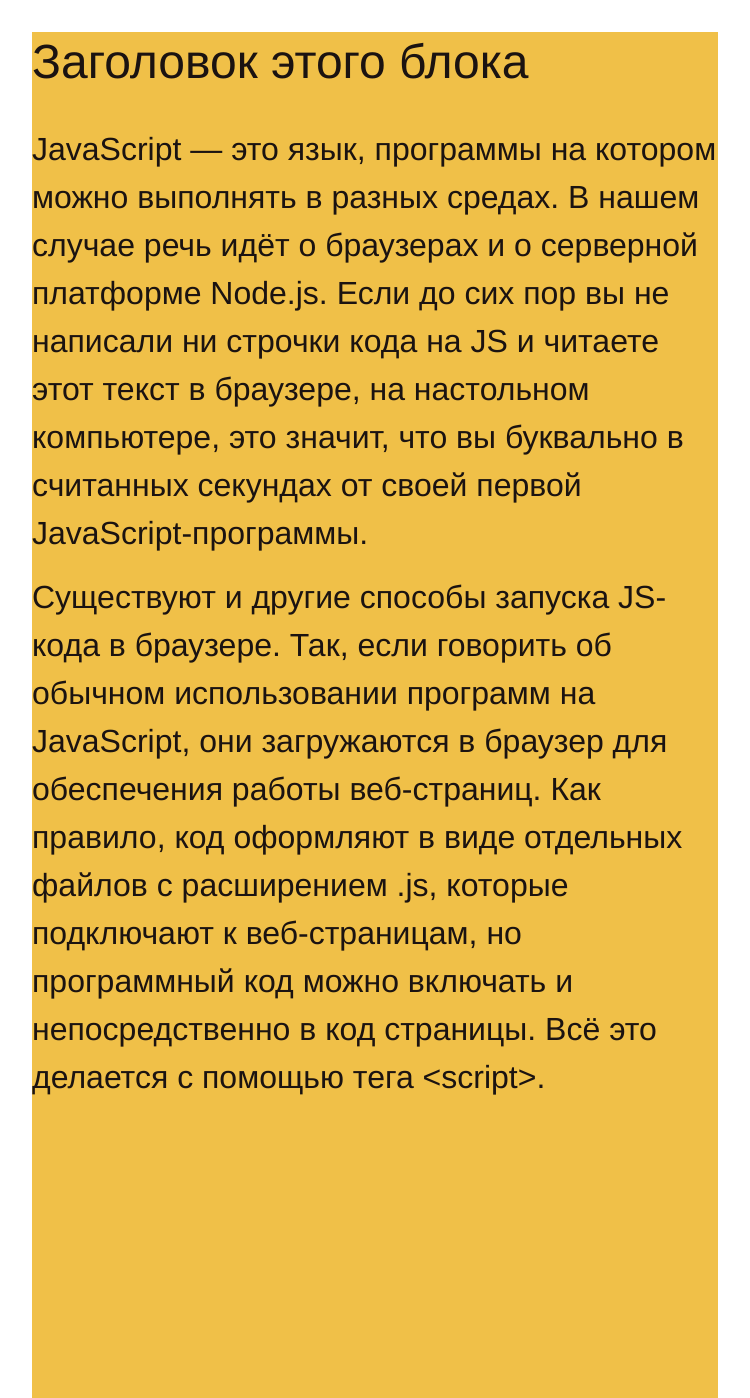 Заголовок этого блока
JavaScript — это язык, программы на котором
можно выполнять в разных средах. В нашем
случае речь идёт о браузерах и о серверной
платформе Node.js. Если до сих пор вы не
написали ни строчки кода на JS и читаете
этот текст в браузере, на настольном
компьютере, это значит, что вы буквально в
считанных секундах от своей первой
JavaScript-программы.
Существуют и другие способы запуска JS-
кода в браузере. Так, если говорить об
обычном использовании программ на
JavaScript, они загружаются в браузер для
обеспечения работы веб-страниц. Как
правило, код оформляют в виде отдельных
файлов с расширением .js, которые
подключают к веб-страницам, но
программный код можно включать и
непосредственно в код страницы. Всё это
делается с помощью тега <script>.